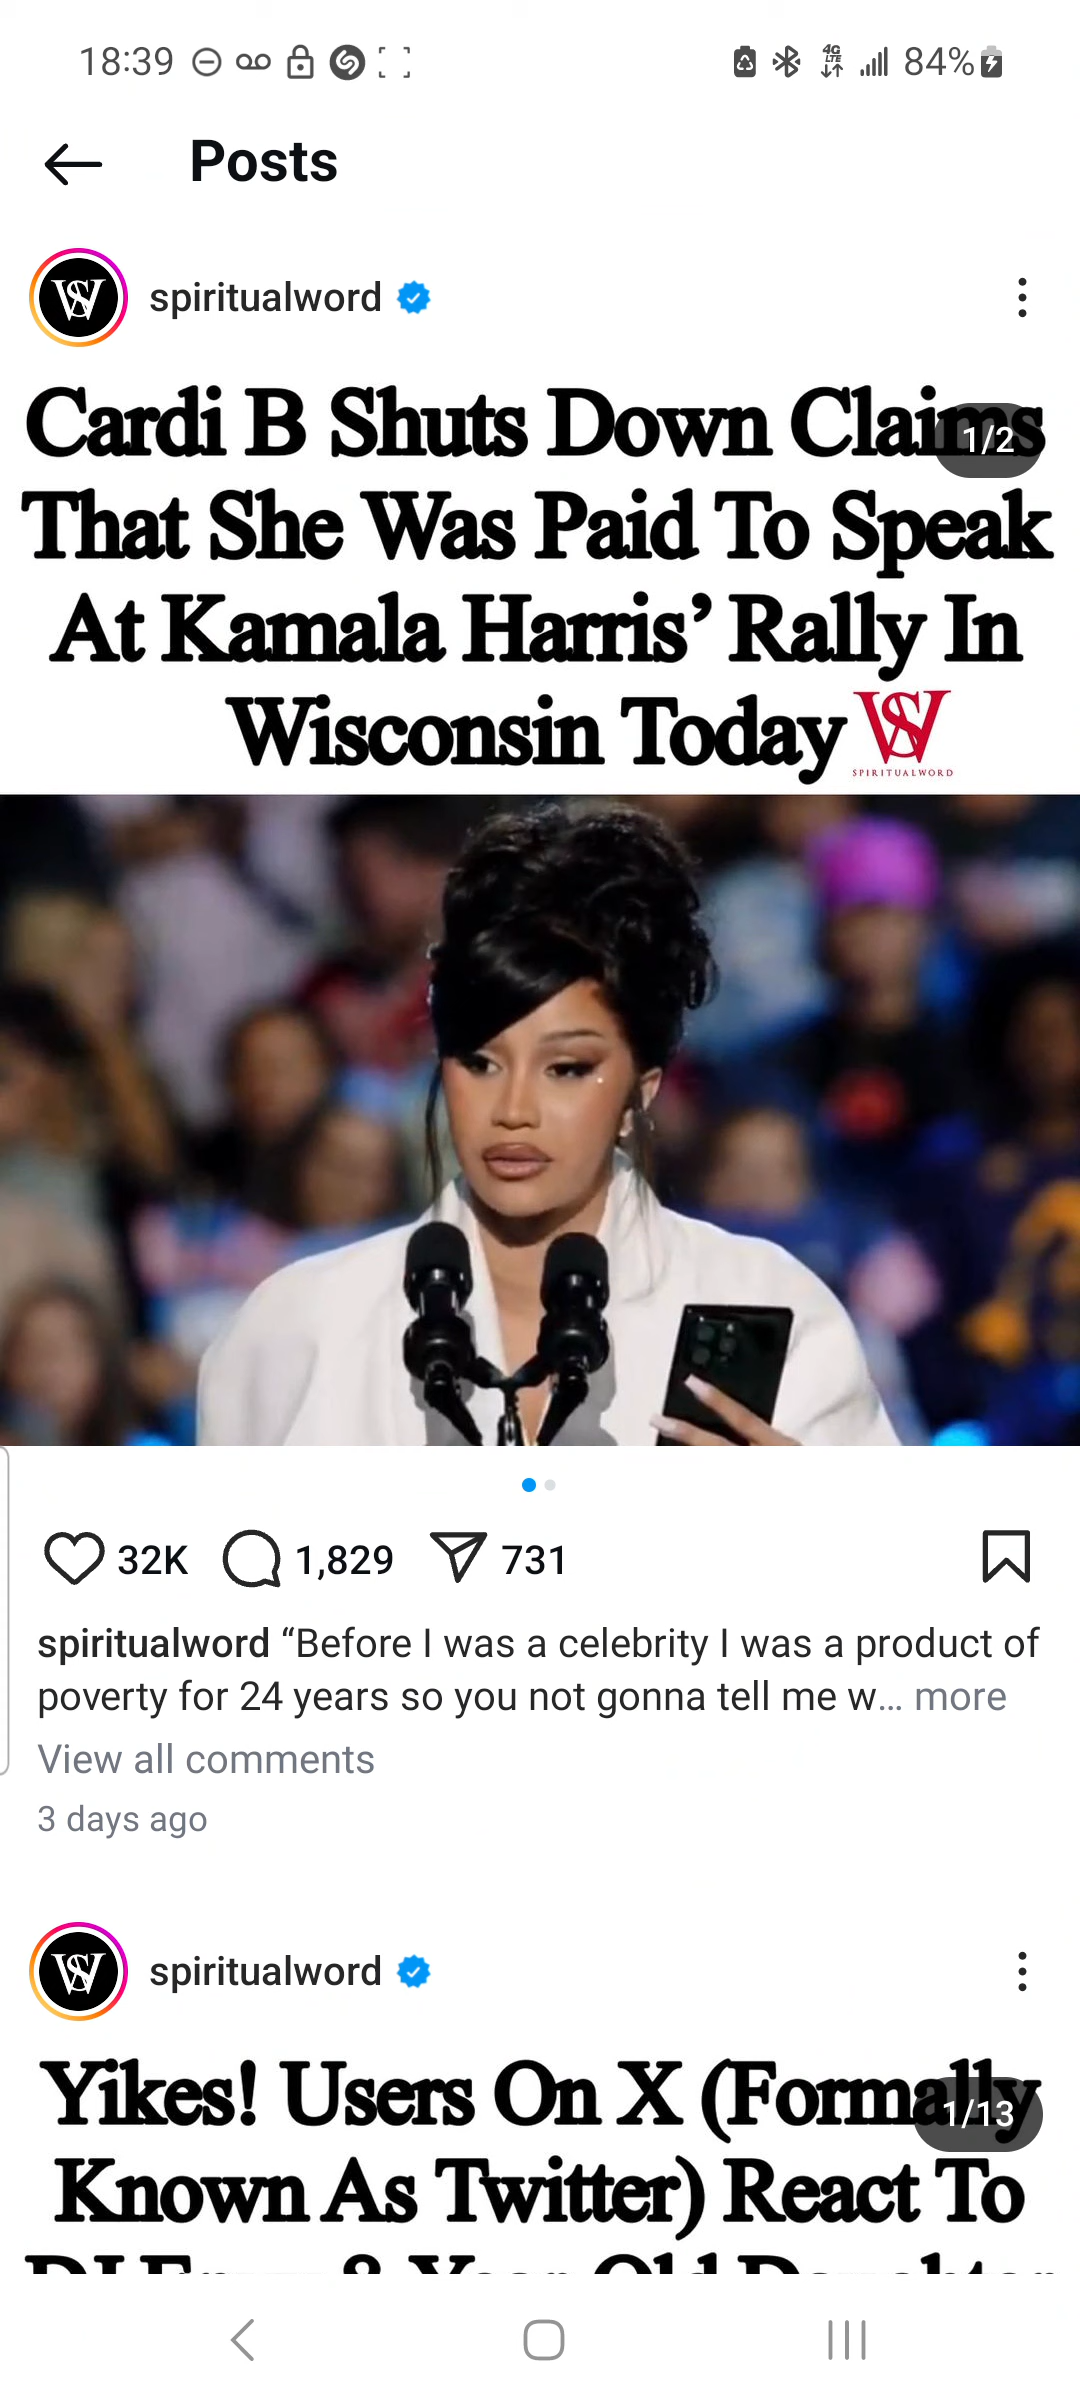 18:39
4G
LTE
84%
Posts
spiritualword
Cardi B Shuts Down Claims
1/2
That She Was Paid To Speak
At Kamala Harris’ Rally In
Wisconsin Today
SPIRITUALWORD
32K 1,829 731
spiritualword “Before I was a celebrity I was a product of
poverty for 24 years so you not gonna tell me w... more
View all comments
3 days ago
spiritualword
Yikes! Users On X (Formally
1/13
Known As Twitter) React To